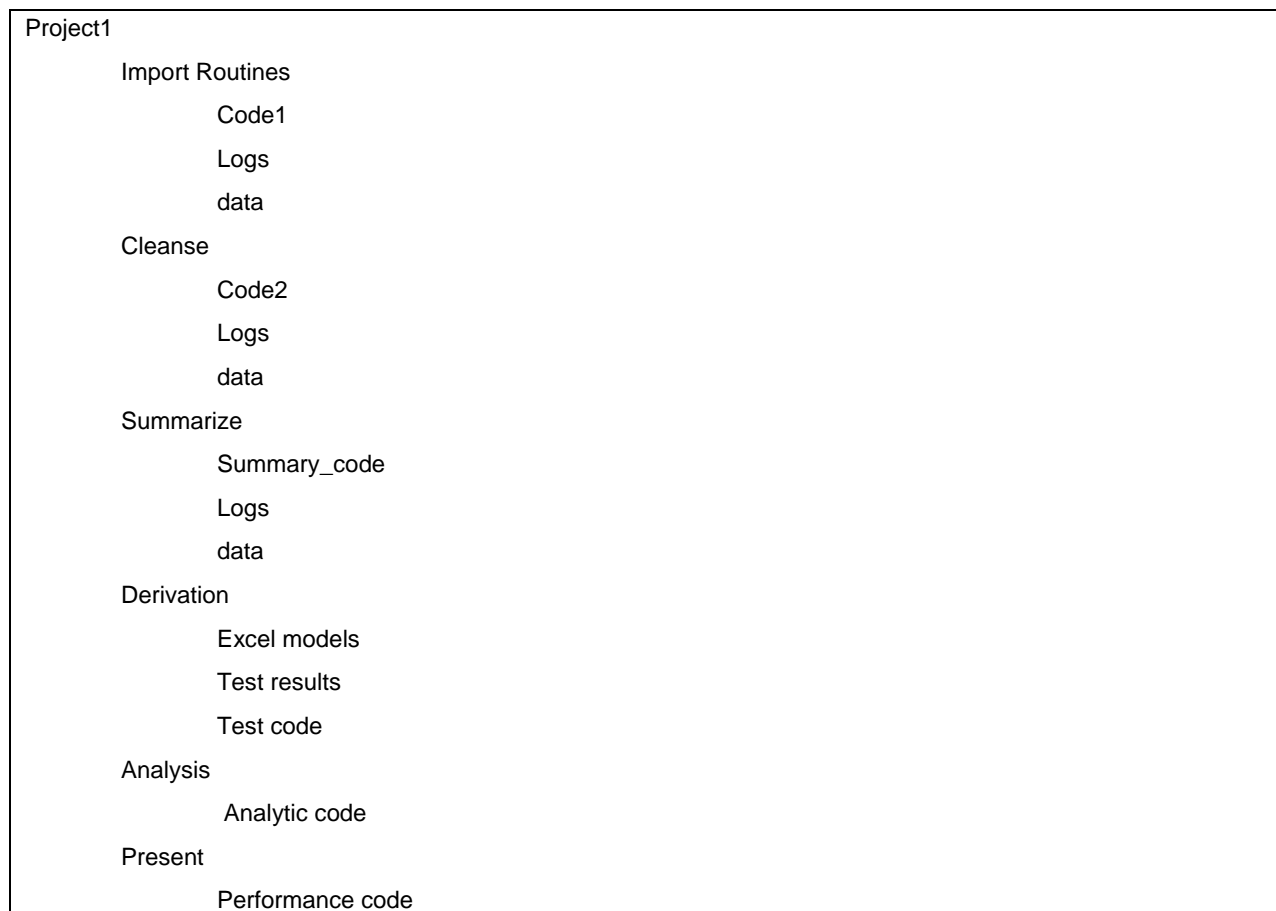 Project1
Import Routines
Code1
Logs
data
Cleanse
Code2
Logs
data
Summarize
Summary_code
Logs
data
Derivation
Excel models
Test results
Test code
Analysis
Analytic code
Present
Performance code